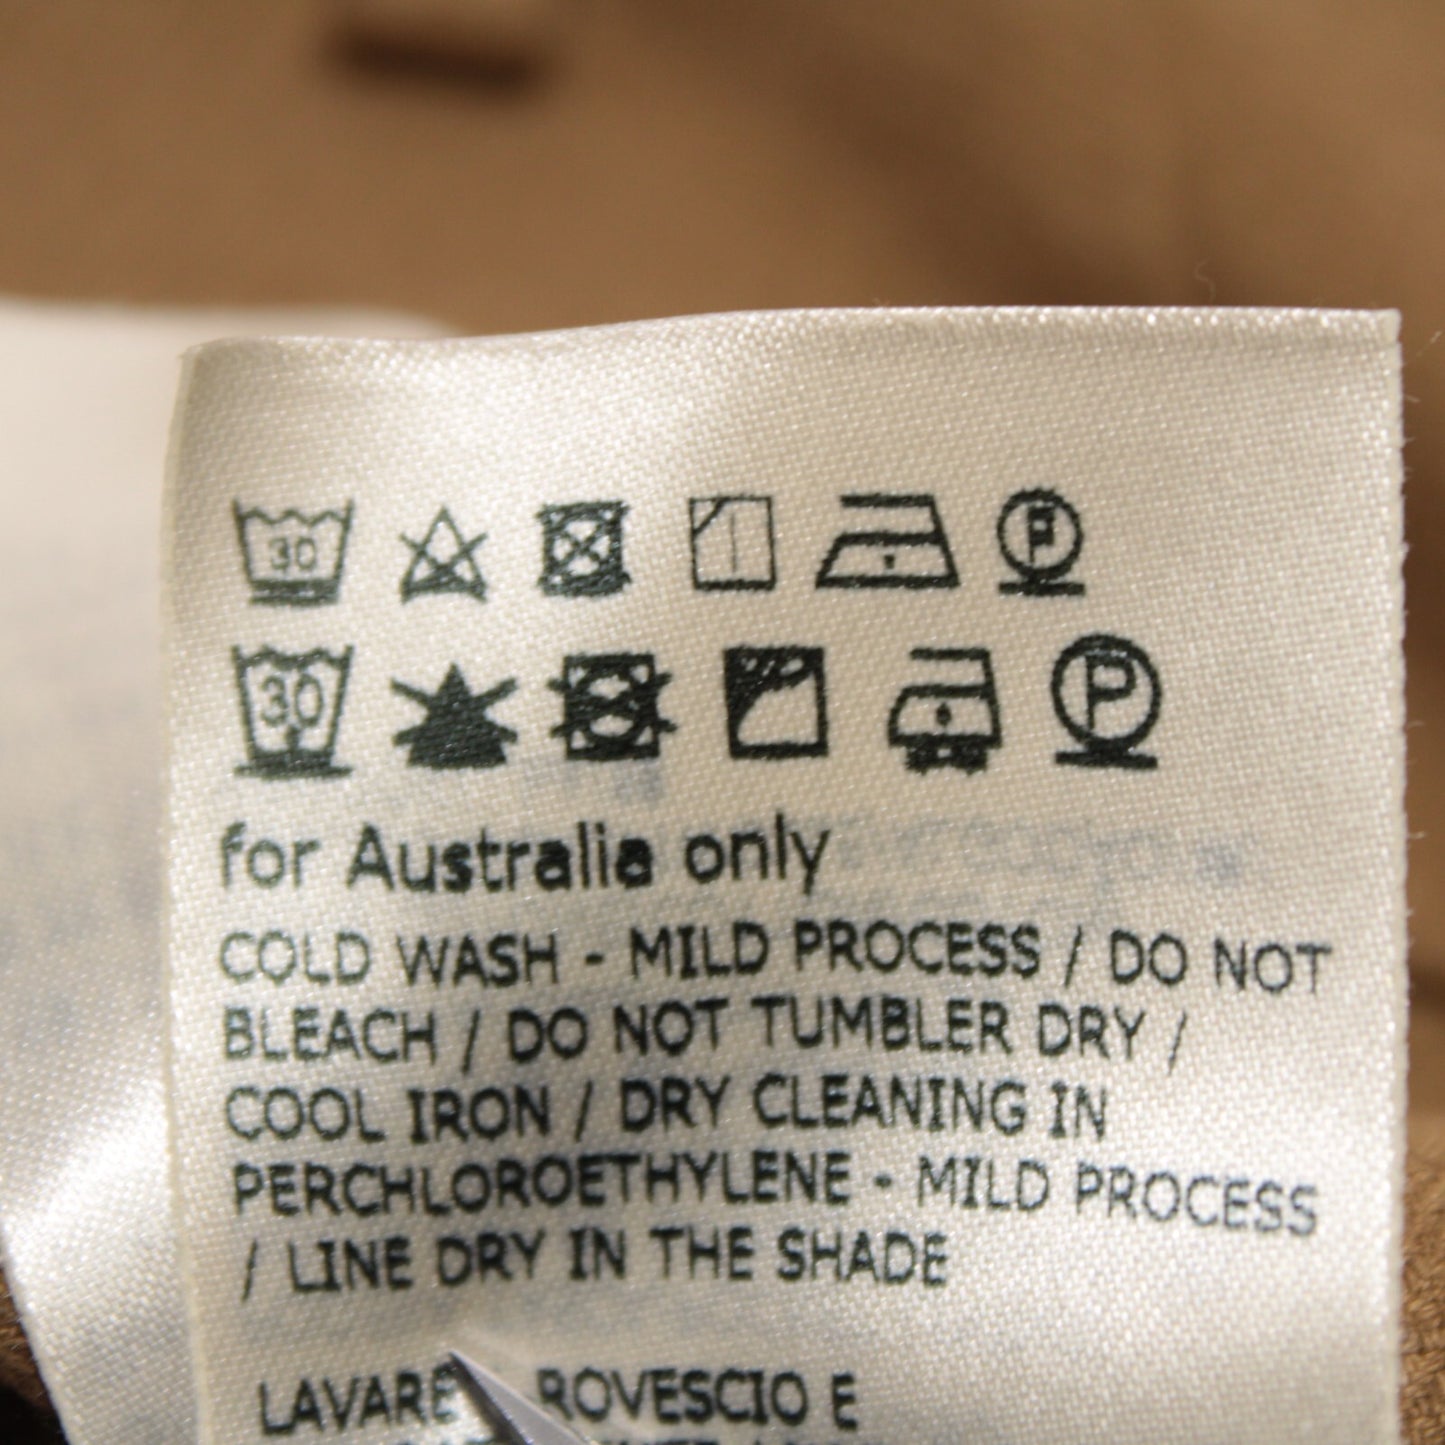 30 P
30 P
for Australia only
COLD WASH - MILD PROCESS / DO NOT
BLEACH / DO NOT TUMBLER DRY /
COOL IRON / DRY CLEANING IN
PERCHLOROETHYLENE - MILD PROCESS
/ LINE DRY IN THE SHADE
LAVARE ROVESCIO E